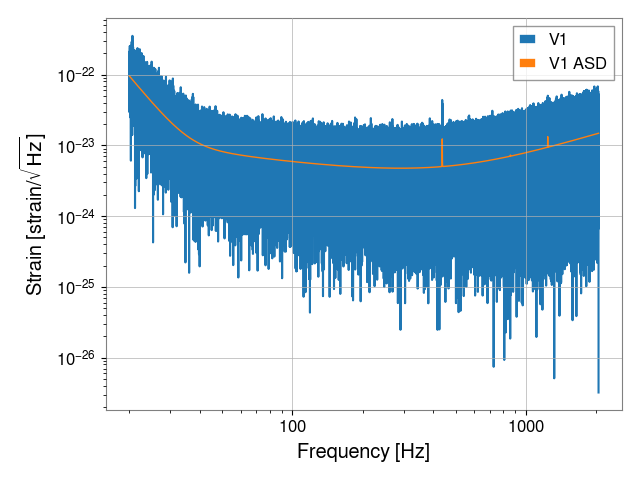 V1
V1 ASD
10⁻²²
10⁻²³
10⁻²⁴
10⁻²⁵
10⁻²⁶
Strain [strain/√Hz]
100
1000
Frequency [Hz]